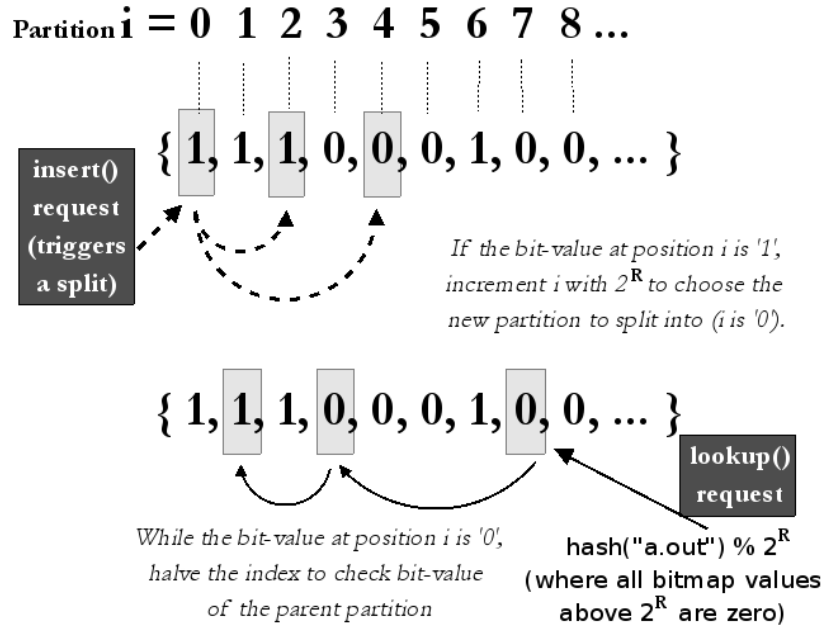 Partition i = 0 1 2 3 4 5 6 7 8 ...
{ 1, 1, 1, 0, 0, 0, 1, 0, 0, ... }
insert()
request
(triggers
a split)
If the bit-value at position i is '1',
increment i with 2^R to choose the
new partition to split into (i is '0').
{ 1, 1, 1, 0, 0, 0, 1, 0, 0, ... }
lookup()
request
While the bit-value at position i is '0',
halve the index to check bit-value
of the parent partition
hash("a.out") % 2^R
(where all bitmap values
above 2^R are zero)